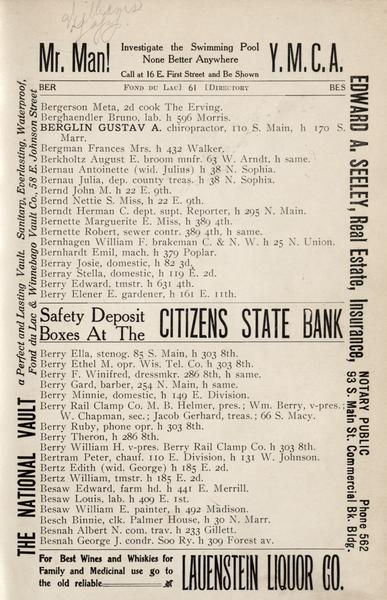 Williams
Mr. Man!
Investigate the Swimming Pool
None Better Anywhere
Call at 16 E. First Street and Be Shown
Y. M. C. A.
BER
FOND DU LAC] 61 [DIRECTORY
BES
Bergerson Meta, 2d cook The Erving.
Berghaendler Bruno, lab. h 596 Morris.
BERGLIN GUSTAV A. chiropractor, 110 S. Main, h 170 S.
Marr.
Bergman Frances Mrs. h 432 Walker.
Berkholtz August E. broom mnfr. 63 W. Arndt, h same.
Bernau Antoinette (wid. Julius) h 38 N. Sophia.
Bernau Julia, dep. county treas. h 38 N. Sophia.
Bernd John M. h 22 E. 9th.
Bernd Nettie S. Miss, h 22 E. 9th.
Berndt Herman C. dept. supt. Reporter, h 295 N. Main.
Bernette Marguerite E. Miss, h 389 4th.
Bernette Robert, sewer contr. 389 4th, h same.
Bernhagen William F. brakeman C. & N. W. h 25 N. Union.
Bernhardt Emil, mach. h 379 Poplar.
Berray Josie, domestic, h 82 3d.
Berray Stella, domestic, h 119 E. 2d.
Berry Edward, tmstr. h 631 4th.
Berry Elener E. gardener, h 161 E. 11th.
Safety Deposit
Boxes At The
CITIZENS STATE BANK
Berry Ella, stenog. 85 S. Main, h 303 8th.
Berry Ethel M. opr. Wis. Tel. Co. h 303 8th.
Berry F. Winifred, dressmkr. 286 8th, h same.
Berry Gard, barber, 254 N. Main, h same.
Berry Minnie, domestic, h 149 E. Division.
Berry Rail Clamp Co. M. B. Helmer, pres.; Wm. Berry, v-pres.
W. Chapman, sec.; Jacob Gerhard, treas.; 66 S. Macy.
Berry Ruby, phone opr. h 303 8th.
Berry Theron, h 286 8th.
Berry William H. v-pres. Berry Rail Clamp Co. h 303 8th.
Bertram Peter, chauf. 110 E. Division, h 131 W. Johnson.
Bertz Edith (wid. George) h 185 E. 2d.
Bertz William, tmstr. h 185 E. 2d.
Besaw Edward, farm hd. h 441 E. Merrill.
Besaw Louis, lab. h 409 E. 1st.
Besaw William E. painter, h 492 Madison.
Besch Binnie, clk. Palmer House, h 30 N. Marr.
Besnah Albert N. com. trav. h 233 Gillett.
Besnah George J. condr. Soo Ry. h 309 Forest av.
For Best Wines and Whiskies for
Family and Medicinal use go to
the old reliable
LAUENSTEIN LIQUOR CO.
THE NATIONAL VAULT
a Perfect and Lasting Vault. Sanitary, Everlasting, Waterproof,
Fond du Lac & Winnebago Vault Co., 58 E. Johnson Street
EDWARD A. SEELEY, Real Estate, Insurance,
NOTARY PUBLIC Phone 562
93 S. Main St. Commercial Bk. Bldg.